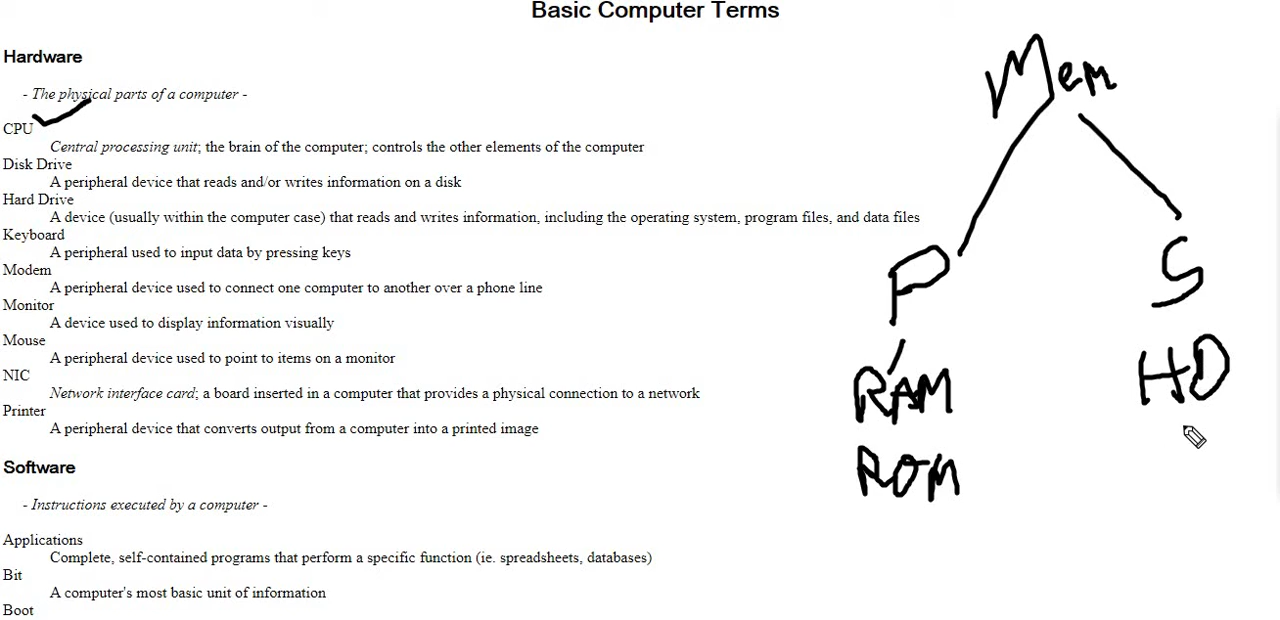 Basic Computer Terms
Hardware
- The physical parts of a computer -
CPU
Central processing unit; the brain of the computer; controls the other elements of the computer
Disk Drive
A peripheral device that reads and/or writes information on a disk
Hard Drive
A device (usually within the computer case) that reads and writes information, including the operating system, program files, and data files
Keyboard
A peripheral used to input data by pressing keys
Modem
A peripheral device used to connect one computer to another over a phone line
Monitor
A device used to display information visually
Mouse
A peripheral device used to point to items on a monitor
NIC
Network interface card; a board inserted in a computer that provides a physical connection to a network
Printer
A peripheral device that converts output from a computer into a printed image
Software
- Instructions executed by a computer -
Applications
Complete, self-contained programs that perform a specific function (ie. spreadsheets, databases)
Bit
A computer's most basic unit of information
Boot
Mem
P
S
RAM
HD
ROM